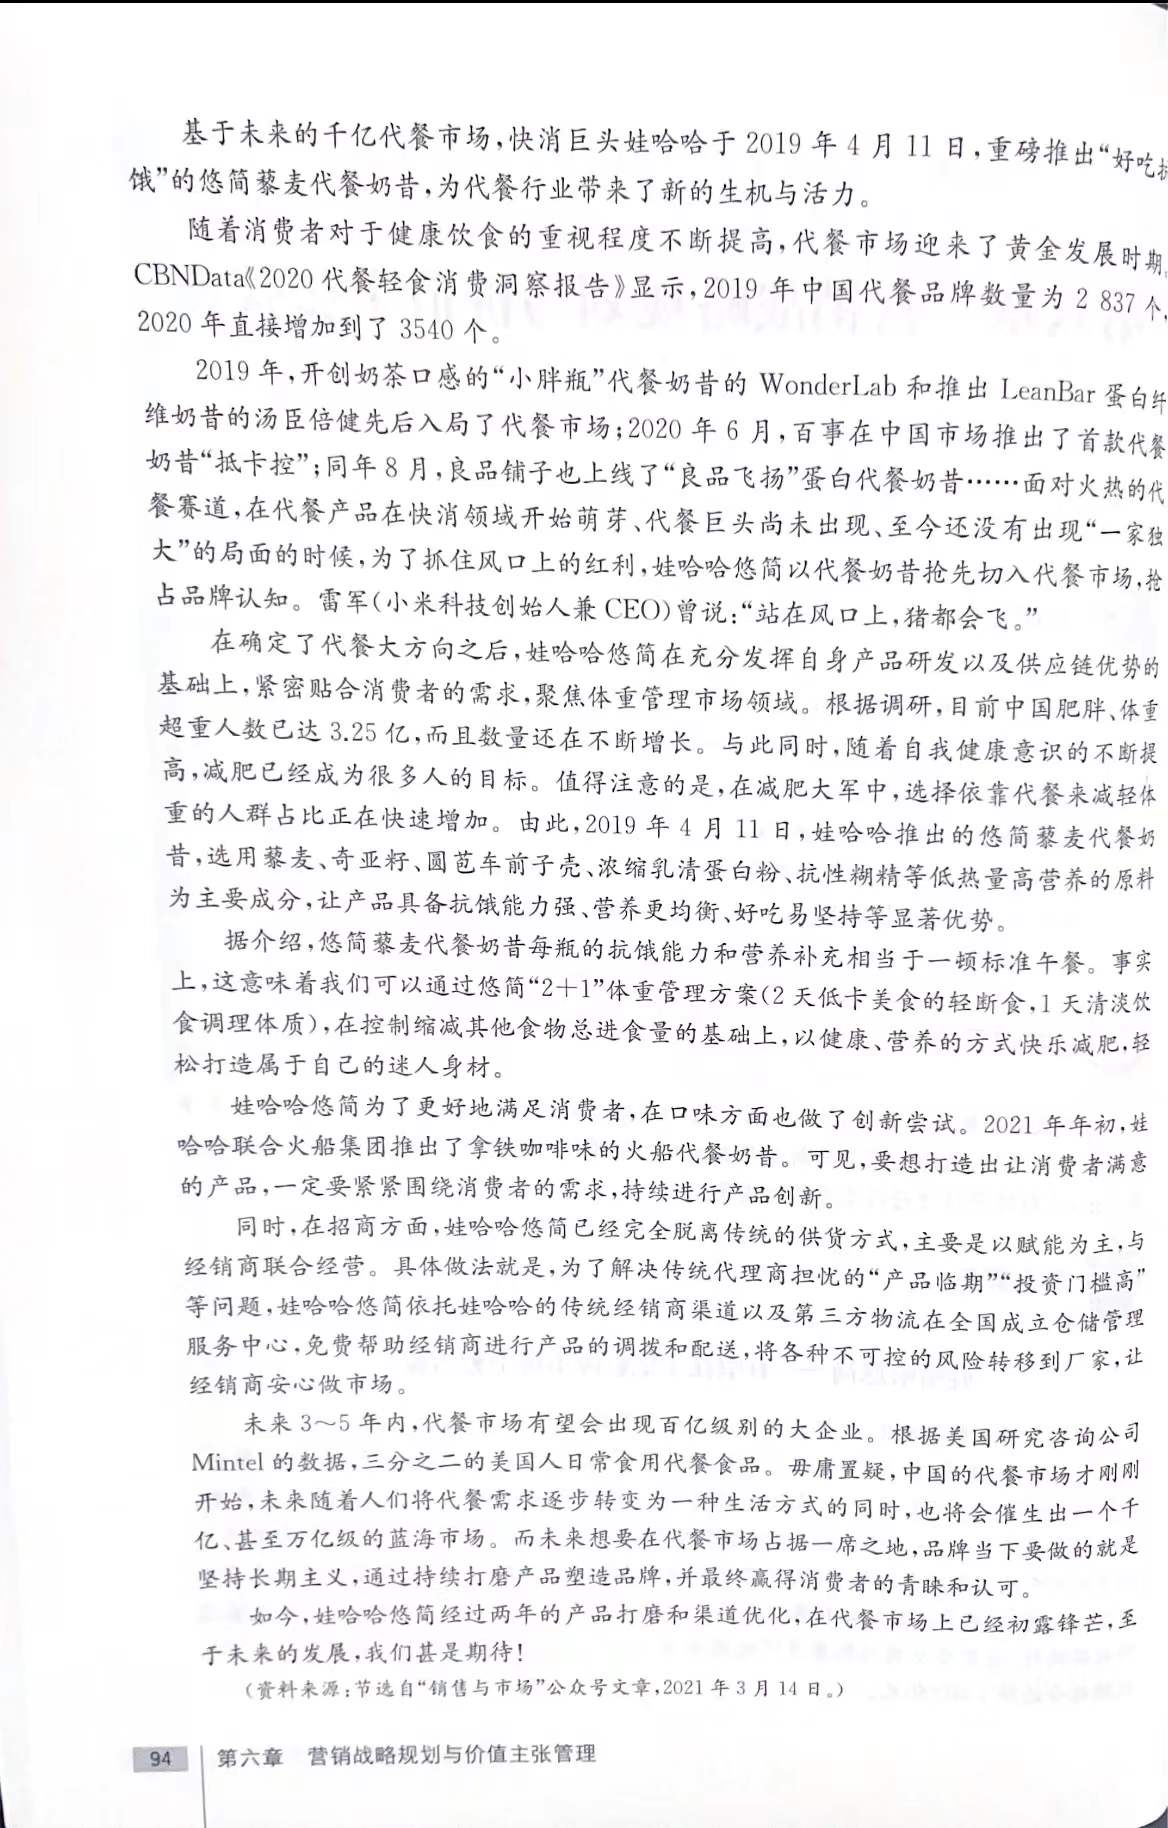 基于未来的千亿代餐市场,快消巨头娃哈哈于 2019 年 4 月 11 日,重磅推出“好吃抗
饿”的悠简藜麦代餐奶昔,为代餐行业带来了新的生机与活力。
随着消费者对于健康饮食的重视程度不断提高,代餐市场迎来了黄金发展时期。
CBNData《2020 代餐轻食消费洞察报告》显示,2019 年中国代餐品牌数量为 2 837 个,
2020 年直接增加到了 3540 个。
2019 年,开创奶茶口感的“小胖瓶”代餐奶昔的 WonderLab 和推出 LeanBar 蛋白纤
维奶昔的汤臣倍健先后入局了代餐市场;2020 年 6 月,百事在中国市场推出了首款代餐
奶昔“抵卡控”;同年 8 月,良品铺子也上线了“良品飞扬”蛋白代餐奶昔……面对火热的代
餐赛道,在代餐产品在快消领域开始萌芽、代餐巨头尚未出现、至今还没有出现“一家独
大”的局面的时候,为了抓住风口上的红利,娃哈哈悠简以代餐奶昔抢先切入代餐市场,抢
占品牌认知。雷军(小米科技创始人兼 CEO)曾说:“站在风口上,猪都会飞。”
在确定了代餐大方向之后,娃哈哈悠简在充分发挥自身产品研发以及供应链优势的
基础上,紧密贴合消费者的需求,聚焦体重管理市场领域。根据调研,目前中国肥胖、体重
超重人数已达 3.25 亿,而且数量还在不断增长。与此同时,随着自我健康意识的不断提
高,减肥已经成为很多人的目标。值得注意的是,在减肥大军中,选择依靠代餐来减轻体
重的人群占比正在快速增加。由此,2019 年 4 月 11 日,娃哈哈推出的悠简藜麦代餐奶
昔,选用藜麦、奇亚籽、圆苞车前子壳、浓缩乳清蛋白粉、抗性糊精等低热量高营养的原料
为主要成分,让产品具备抗饿能力强、营养更均衡、好吃易坚持等显著优势。
据介绍,悠简藜麦代餐奶昔每瓶的抗饿能力和营养补充相当于一顿标准午餐。事实
上,这意味着我们可以通过悠简“2+1”体重管理方案(2 天低卡美食的轻断食,1 天清淡饮
食调理体质),在控制缩减其他食物总进食量的基础上,以健康、营养的方式快乐减肥,轻
松打造属于自己的迷人身材。
娃哈哈悠简为了更好地满足消费者,在口味方面也做了创新尝试。2021 年年初,娃
哈哈联合火船集团推出了拿铁咖啡味的火船代餐奶昔。可见,要想打造出让消费者满意
的产品,一定要紧紧围绕消费者的需求,持续进行产品创新。
同时,在招商方面,娃哈哈悠简已经完全脱离传统的供货方式,主要是以赋能为主,与
经销商联合经营。具体做法就是,为了解决传统代理商担忧的“产品临期”“投资门槛高”
等问题,娃哈哈悠简依托娃哈哈的传统经销商渠道以及第三方物流在全国成立仓储管理
服务中心,免费帮助经销商进行产品的调拨和配送,将各种不可控的风险转移到厂家,让
经销商安心做市场。
未来 3～5 年内,代餐市场有望会出现百亿级别的大企业。根据美国研究咨询公司
Mintel 的数据,三分之二的美国人日常食用代餐食品。毋庸置疑,中国的代餐市场才刚刚
开始,未来随着人们将代餐需求逐步转变为一种生活方式的同时,也将会催生出一个千
亿、甚至万亿级的蓝海市场。而未来想要在代餐市场占据一席之地,品牌当下要做的就是
坚持长期主义,通过持续打磨产品塑造品牌,并最终赢得消费者的青睐和认可。
如今,娃哈哈悠简经过两年的产品打磨和渠道优化,在代餐市场上已经初露锋芒,至
于未来的发展,我们甚是期待!
(资料来源:节选自“销售与市场”公众号文章,2021 年 3 月 14 日。)
94 第六章 营销战略规划与价值主张管理